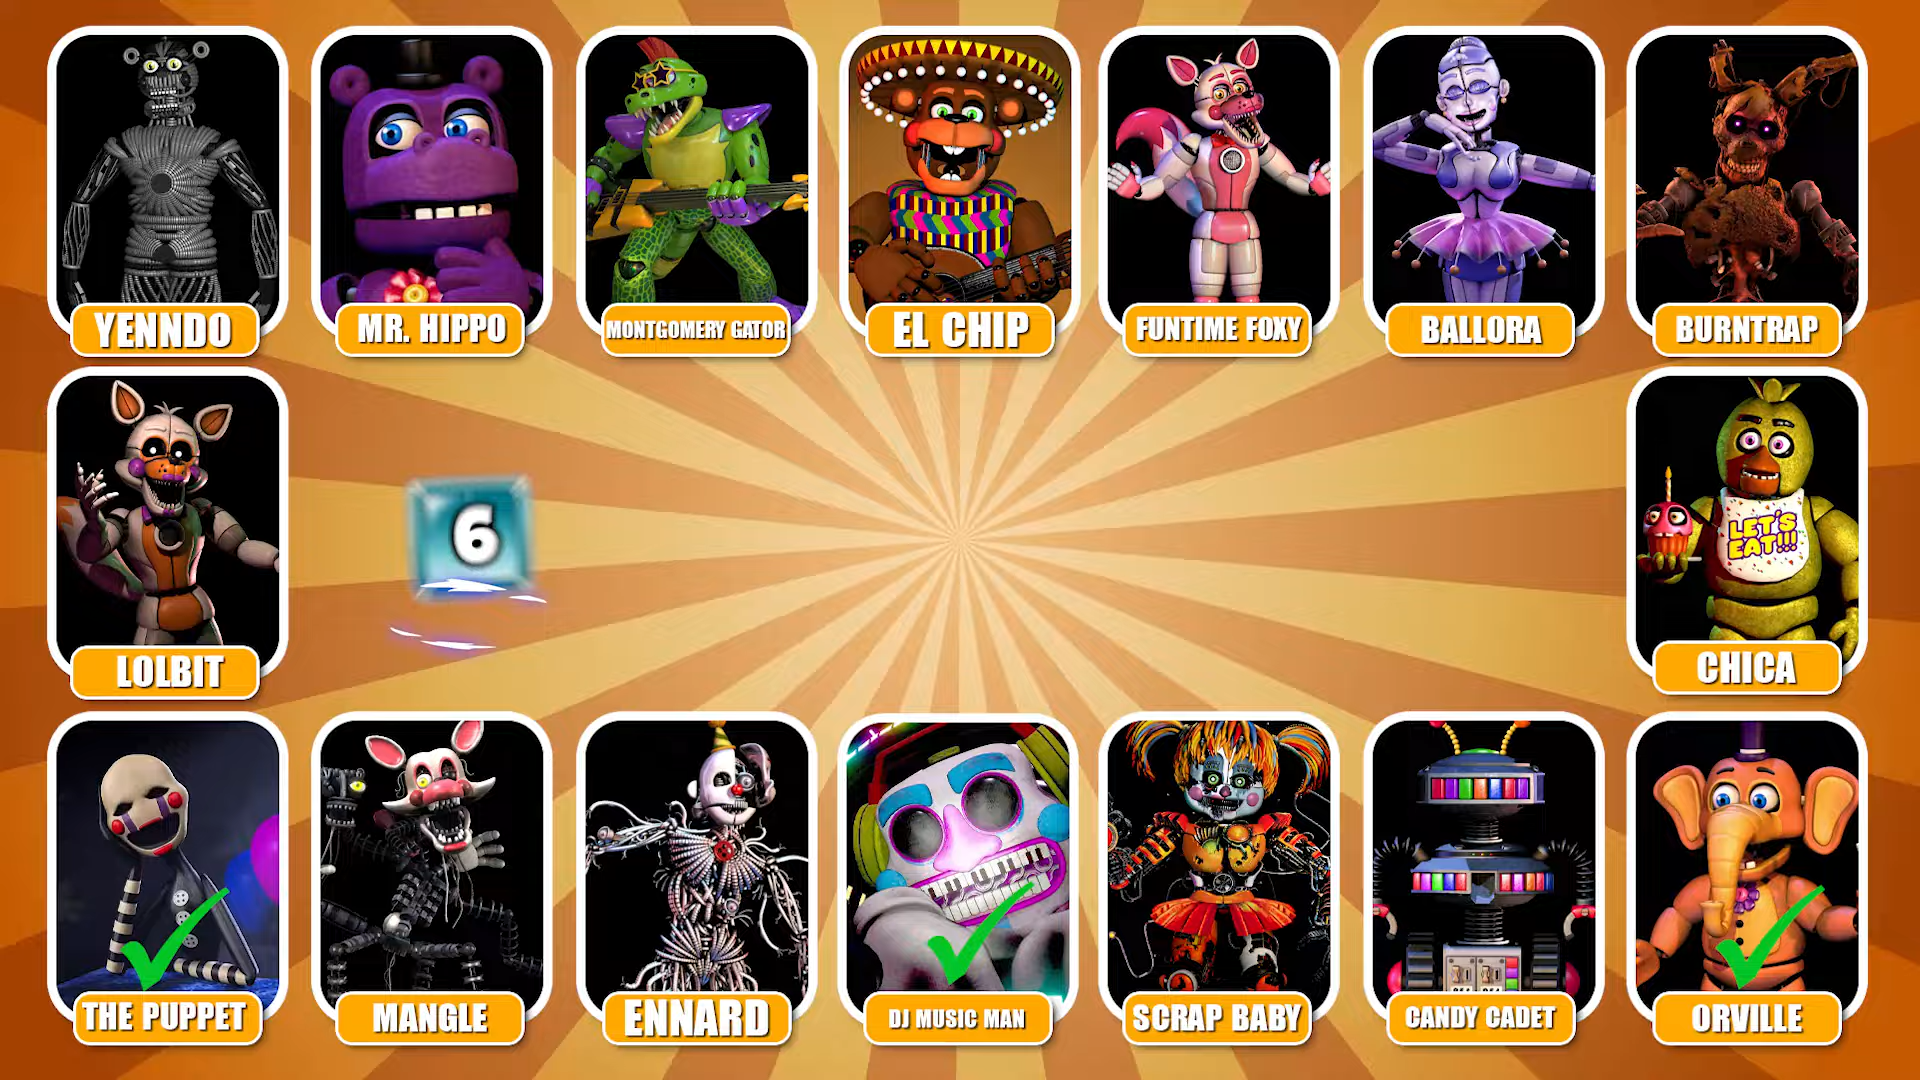 YENNDO
MR. HIPPO
MONTGOMERY GATOR
EL CHIP
FUNTIME FOXY
BALLORA
BURNTRAP
LOLBIT
6
LET'S
EAT!!!
CHICA
THE PUPPET
MANGLE
ENNARD
DJ MUSIC MAN
SCRAP BABY
CANDY CADET
ORVILLE